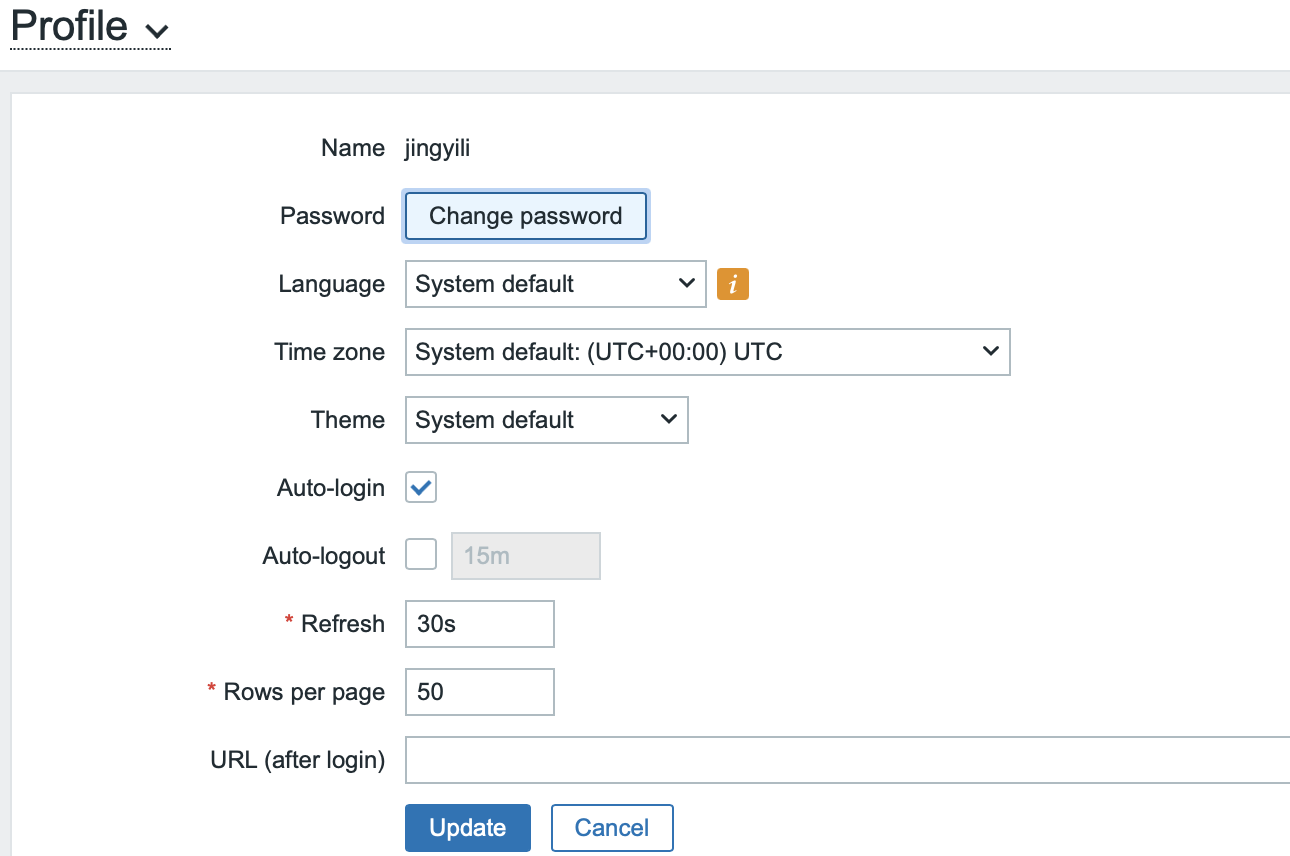 Profile
Name jingyili
Password Change password
Language System default i
Time zone System default: (UTC+00:00) UTC
Theme System default
Auto-login
Auto-logout 15m
* Refresh 30s
* Rows per page 50
URL (after login)
Update Cancel